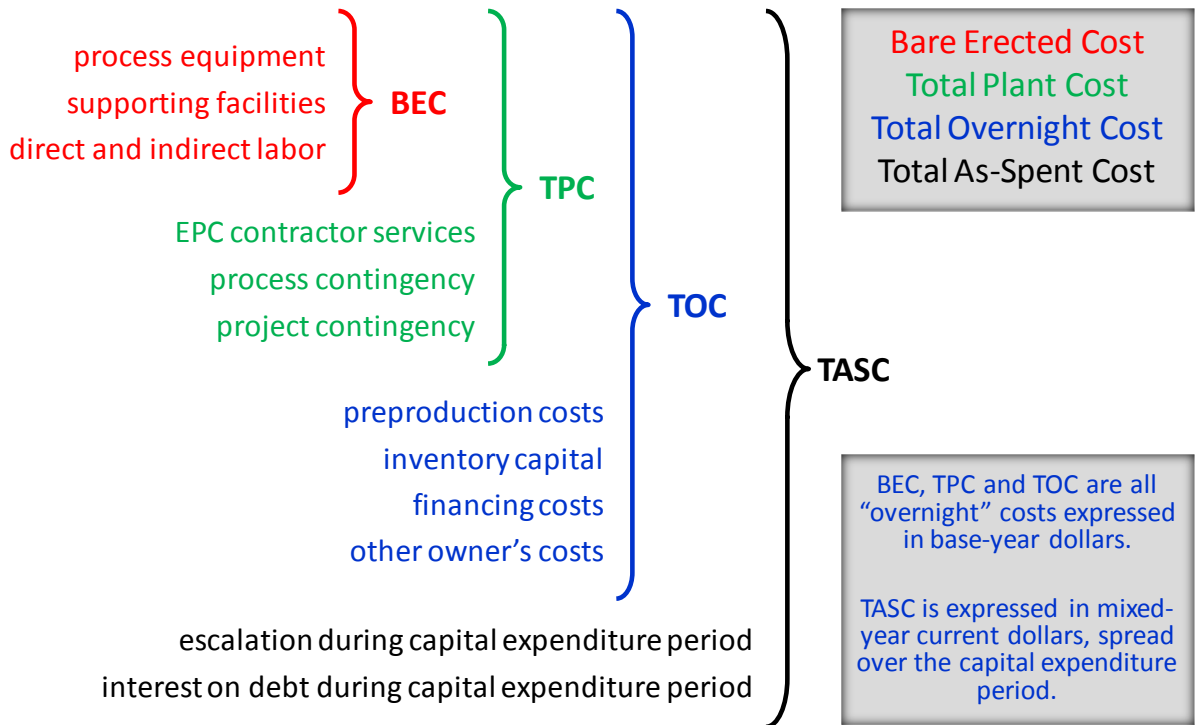 process equipment
supporting facilities
direct and indirect labor
BEC
EPC contractor services
process contingency
project contingency
TPC
preproduction costs
inventory capital
financing costs
other owner’s costs
TOC
escalation during capital expenditure period
interest on debt during capital expenditure period
TASC
Bare Erected Cost
Total Plant Cost
Total Overnight Cost
Total As-Spent Cost
BEC, TPC and TOC are all
“overnight” costs expressed
in base-year dollars.
TASC is expressed in mixed-
year current dollars, spread
over the capital expenditure
period.